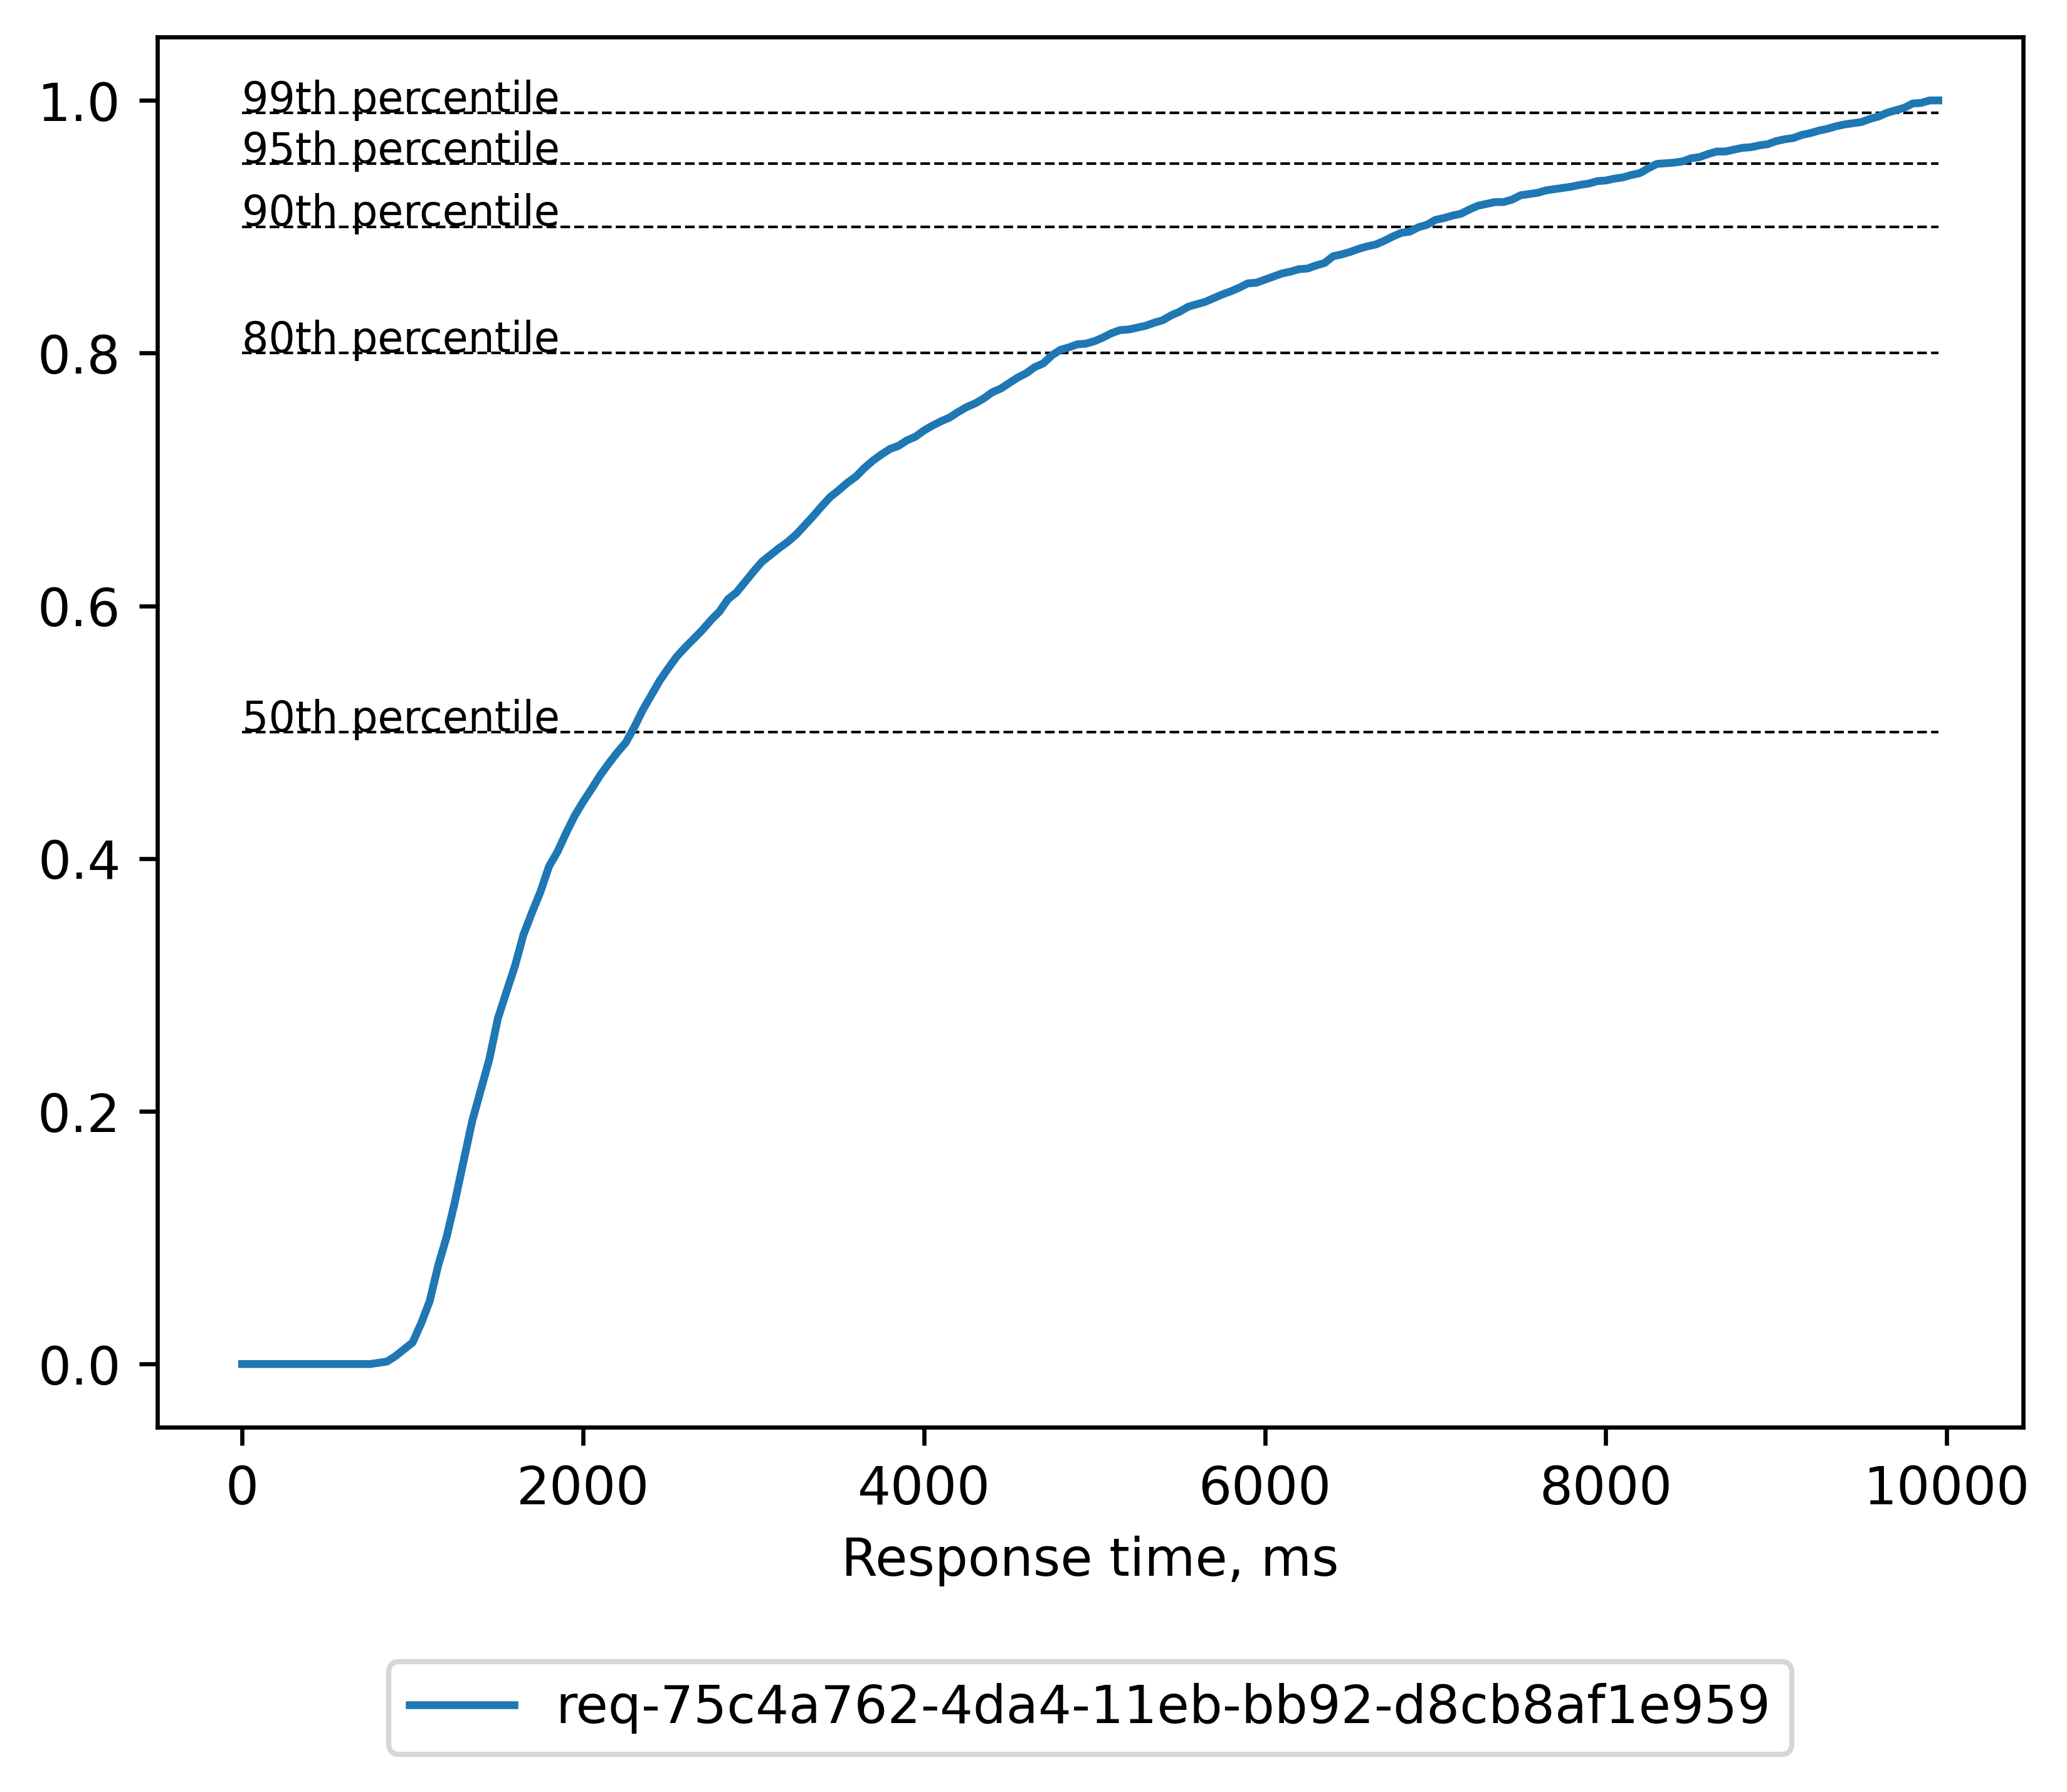 1.0
0.8
0.6
0.4
0.2
0.0
99th percentile
95th percentile
90th percentile
80th percentile
50th percentile
0 2000 4000 6000 8000 10000
Response time, ms
req-75c4a762-4da4-11eb-bb92-d8cb8af1e959